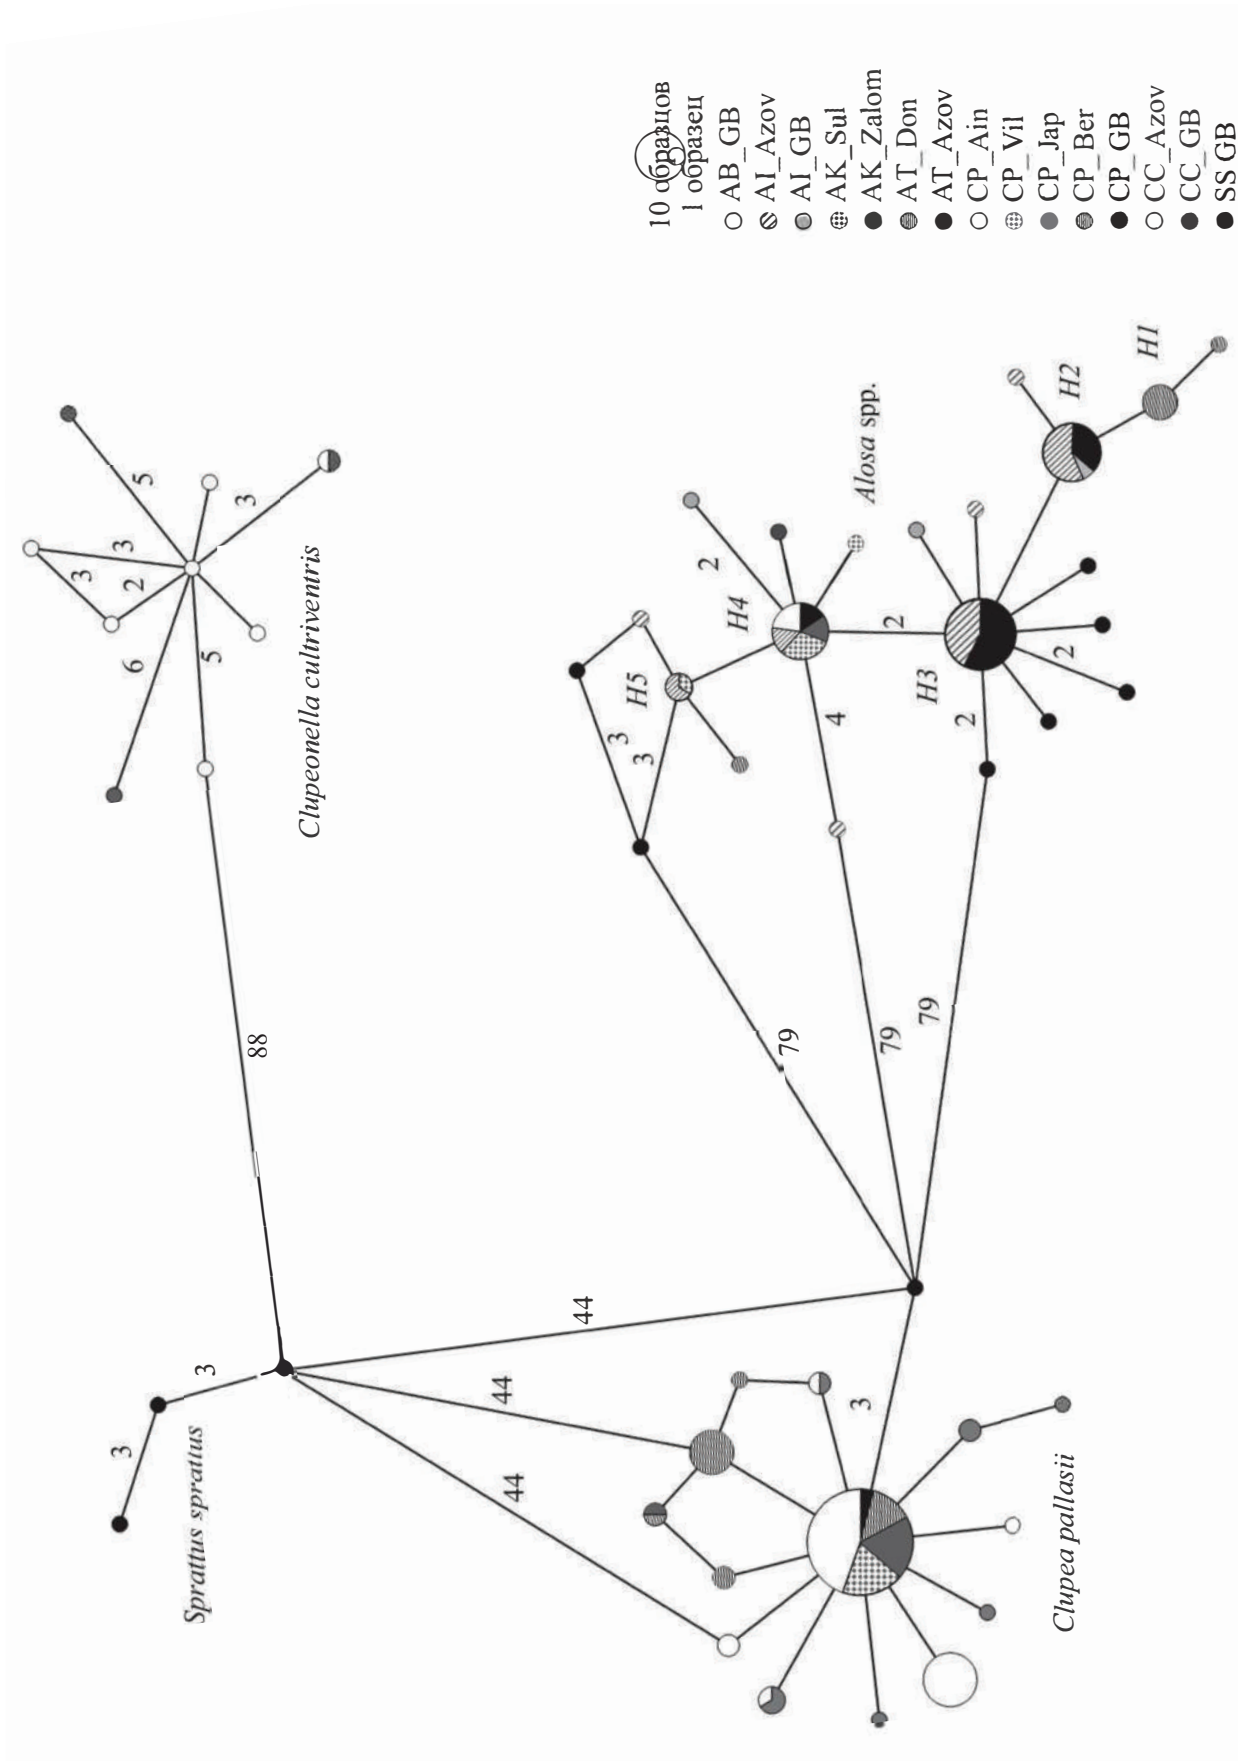 3
3
5
3
2
6
3
Sprattus sprattus
3
5
3
88
Clupeonella cultriventris
44
44
44
3
3
H5
2
H4
79
4
Alosa spp.
3
79
2
H3
79
2
2
H2
Clupea pallasii
H1
10 образцов
1 образец
AB_GB
AI_Azov
AI_GB
AK_Sul
AK_Zalom
AT_Don
AT_Azov
CP_Ain
CP_Vil
CP_Jap
CP_Ber
CP_GB
CC_Azov
CC_GB
SS GB